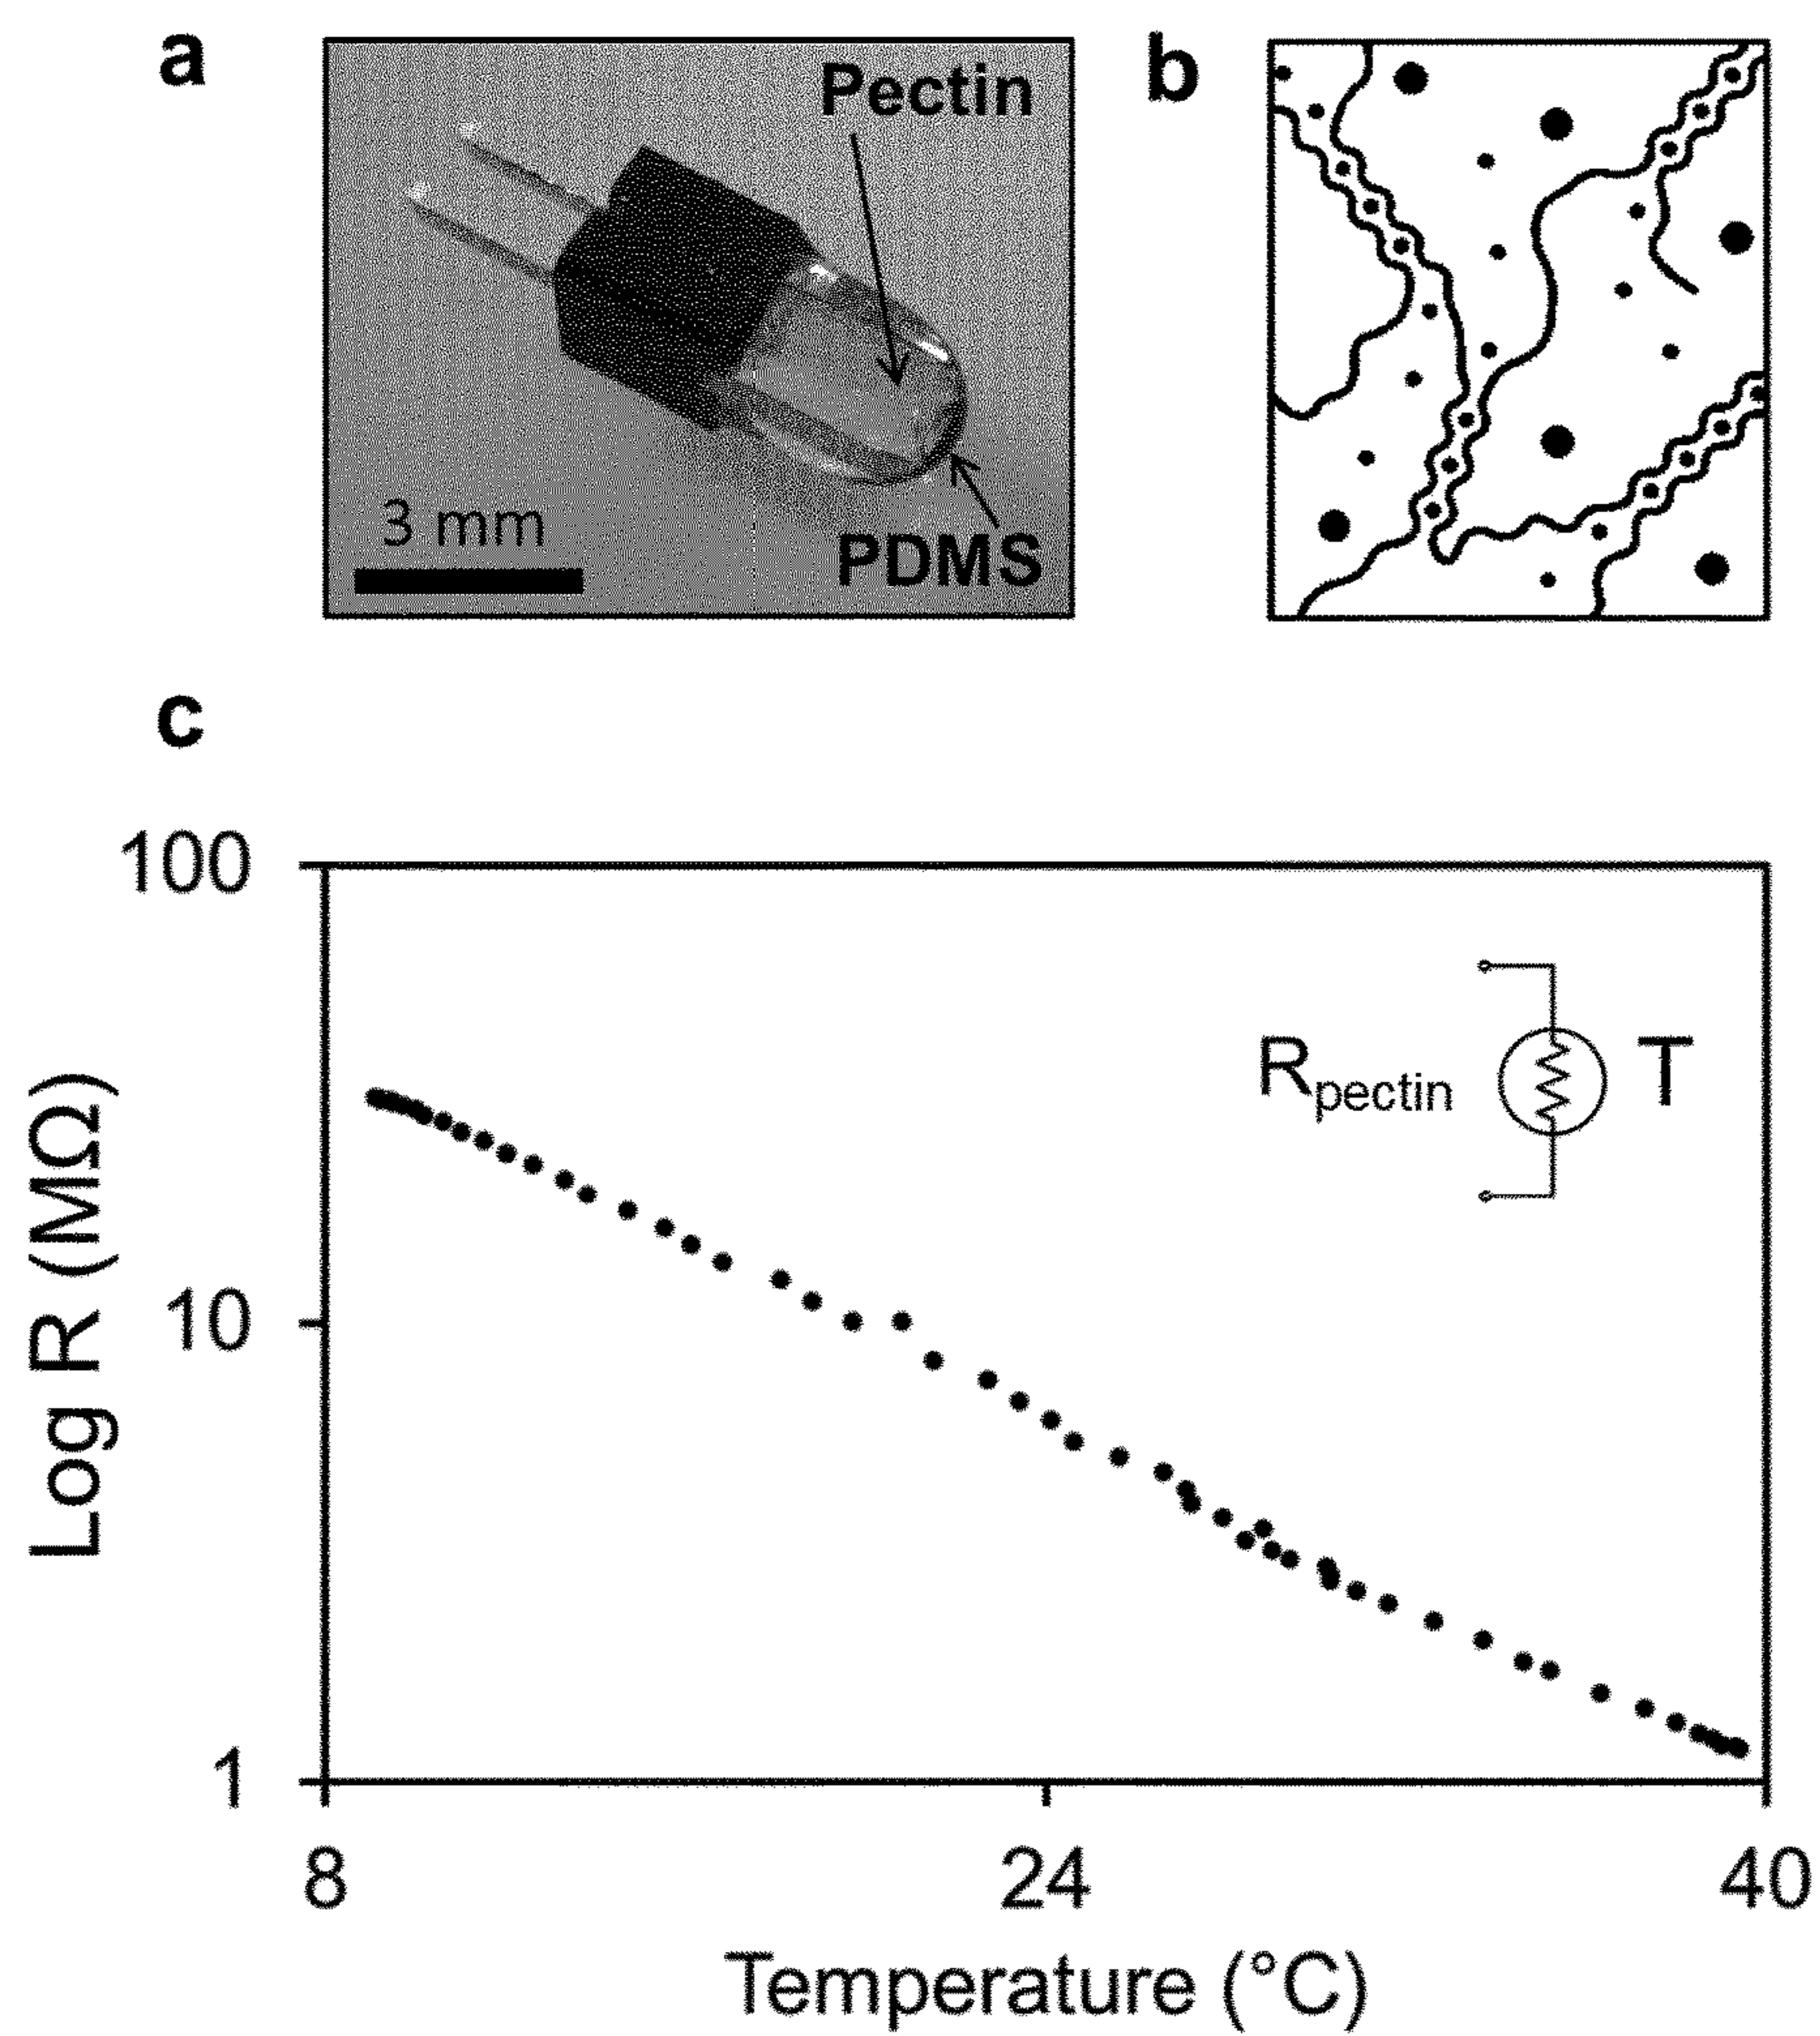 a
Pectin
PDMS
3 mm
b
c
100
10
1
Log R (MΩ)
Rpectin
T
8
24
40
Temperature (°C)